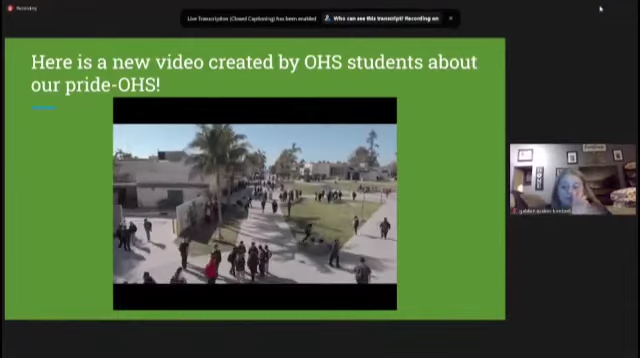 Recording
Live Transcription (Closed Captioning) has been enabled
Who can see this transcript? Recording on
Here is a new video created by OHS students about
our pride-OHS!